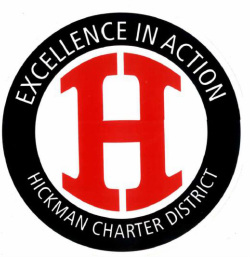 EXCELLENCE IN ACTION
H
HICKMAN CHARTER DISTRICT